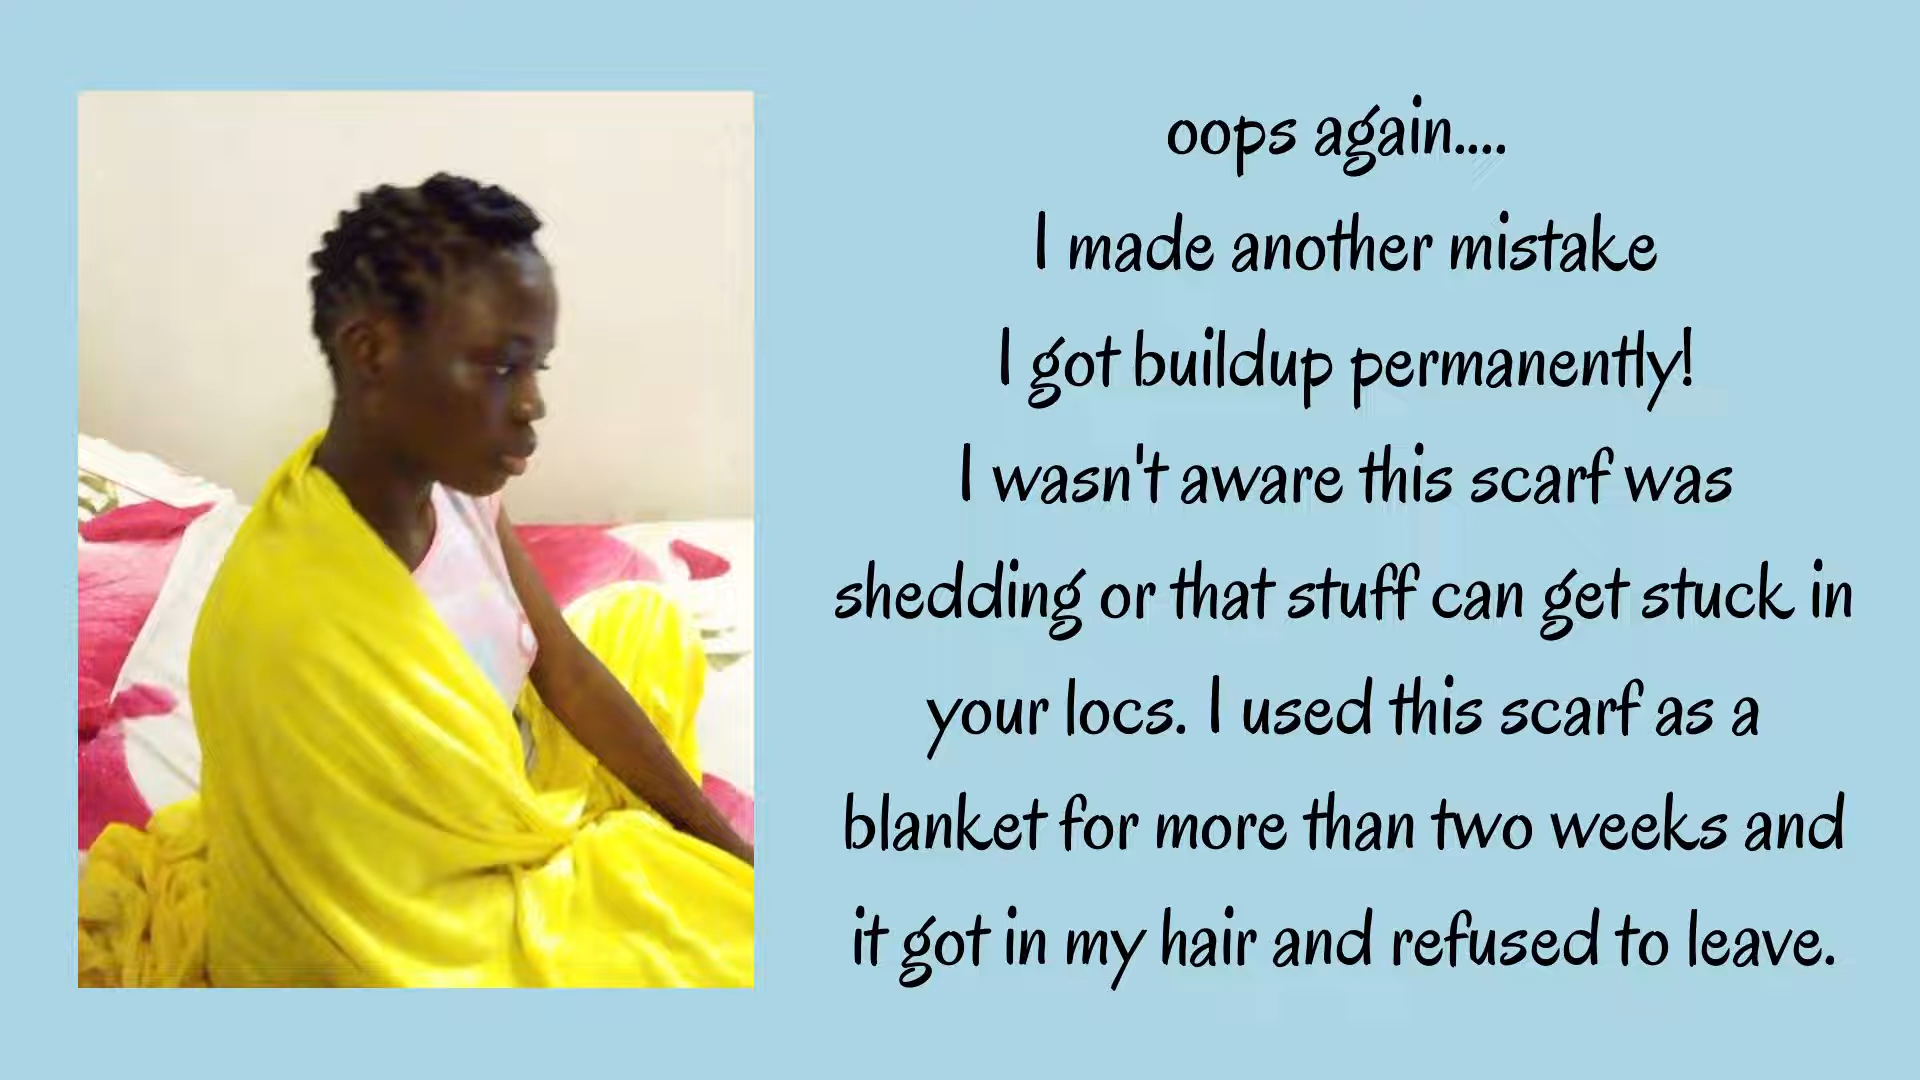 oops again....
I made another mistake
I got buildup permanently!
I wasn't aware this scarf was
shedding or that stuff can get stuck in
your locs. I used this scarf as a
blanket for more than two weeks and
it got in my hair and refused to leave.